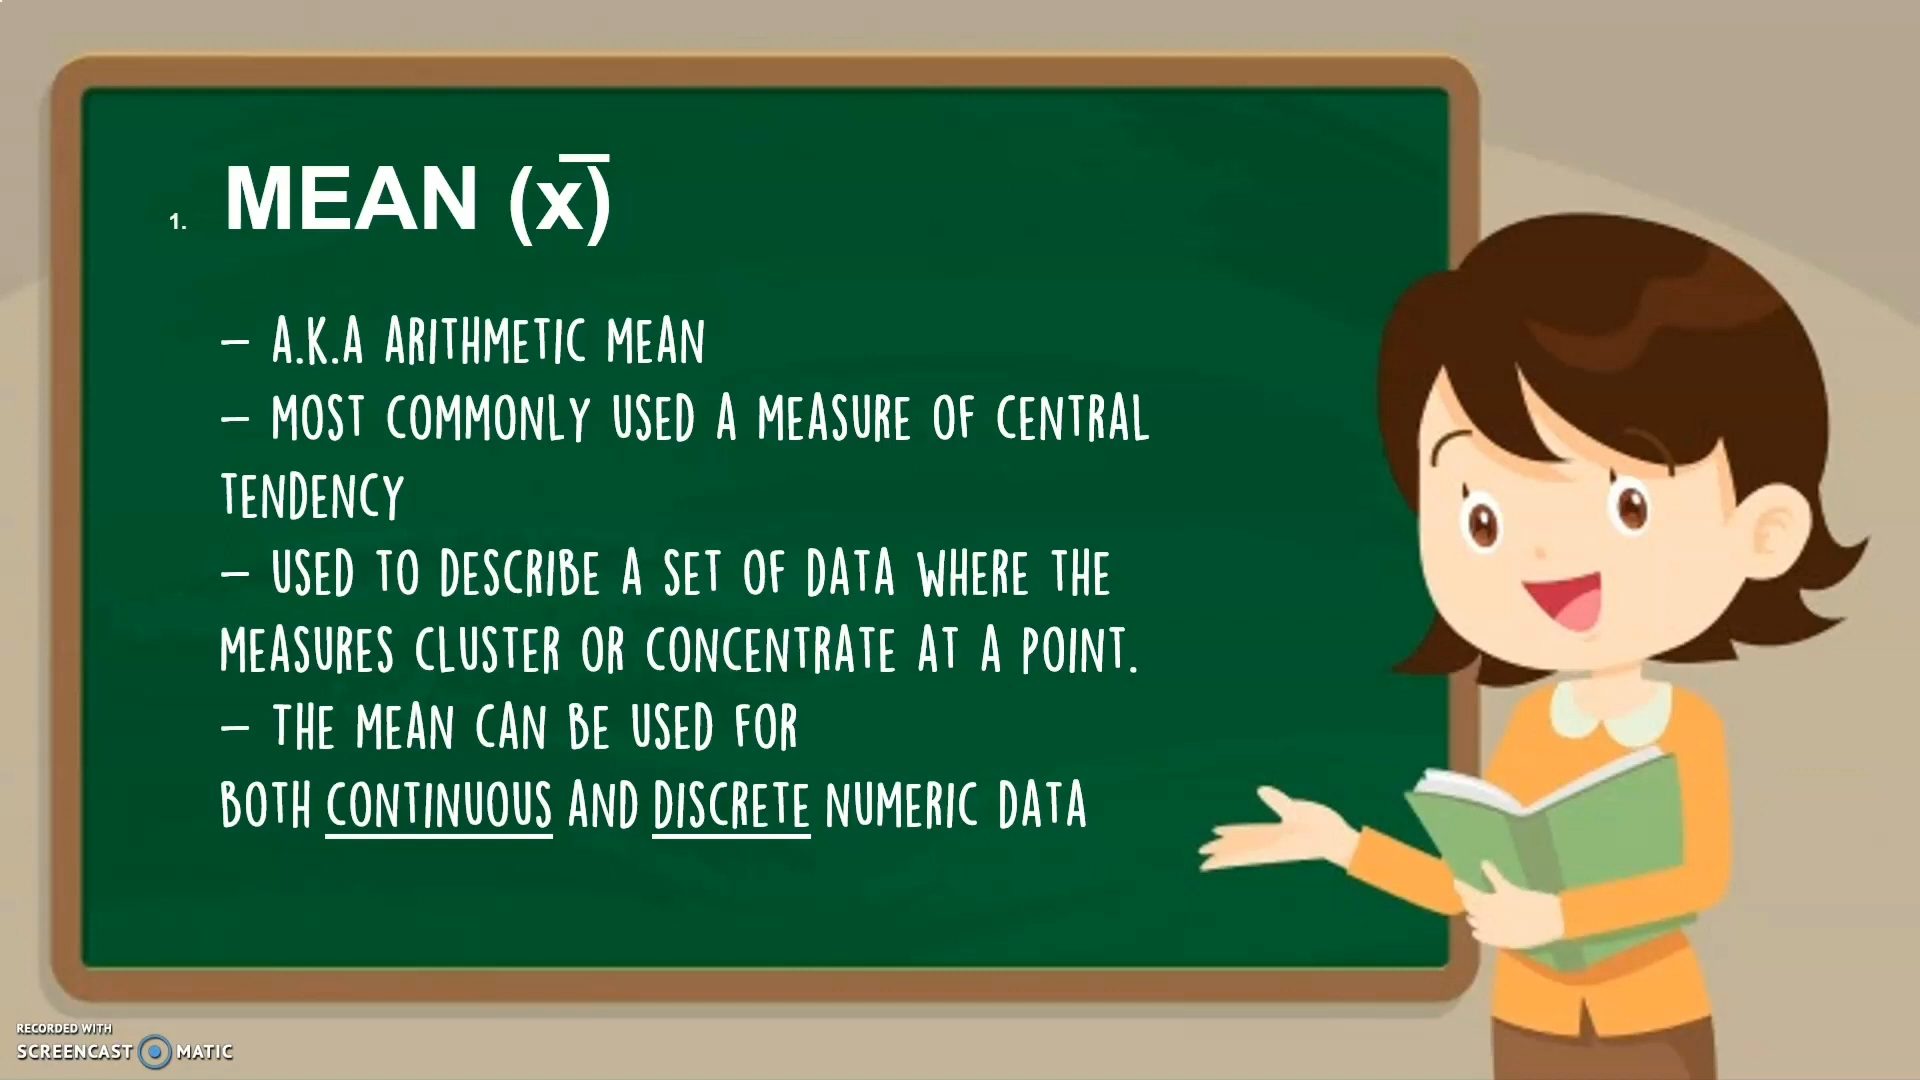 1. MEAN (x̅)
– A.K.A ARITHMETIC MEAN
– MOST COMMONLY USED A MEASURE OF CENTRAL
TENDENCY
– USED TO DESCRIBE A SET OF DATA WHERE THE
MEASURES CLUSTER OR CONCENTRATE AT A POINT.
– THE MEAN CAN BE USED FOR
BOTH CONTINUOUS AND DISCRETE NUMERIC DATA
RECORDED WITH
SCREENCAST MATIC